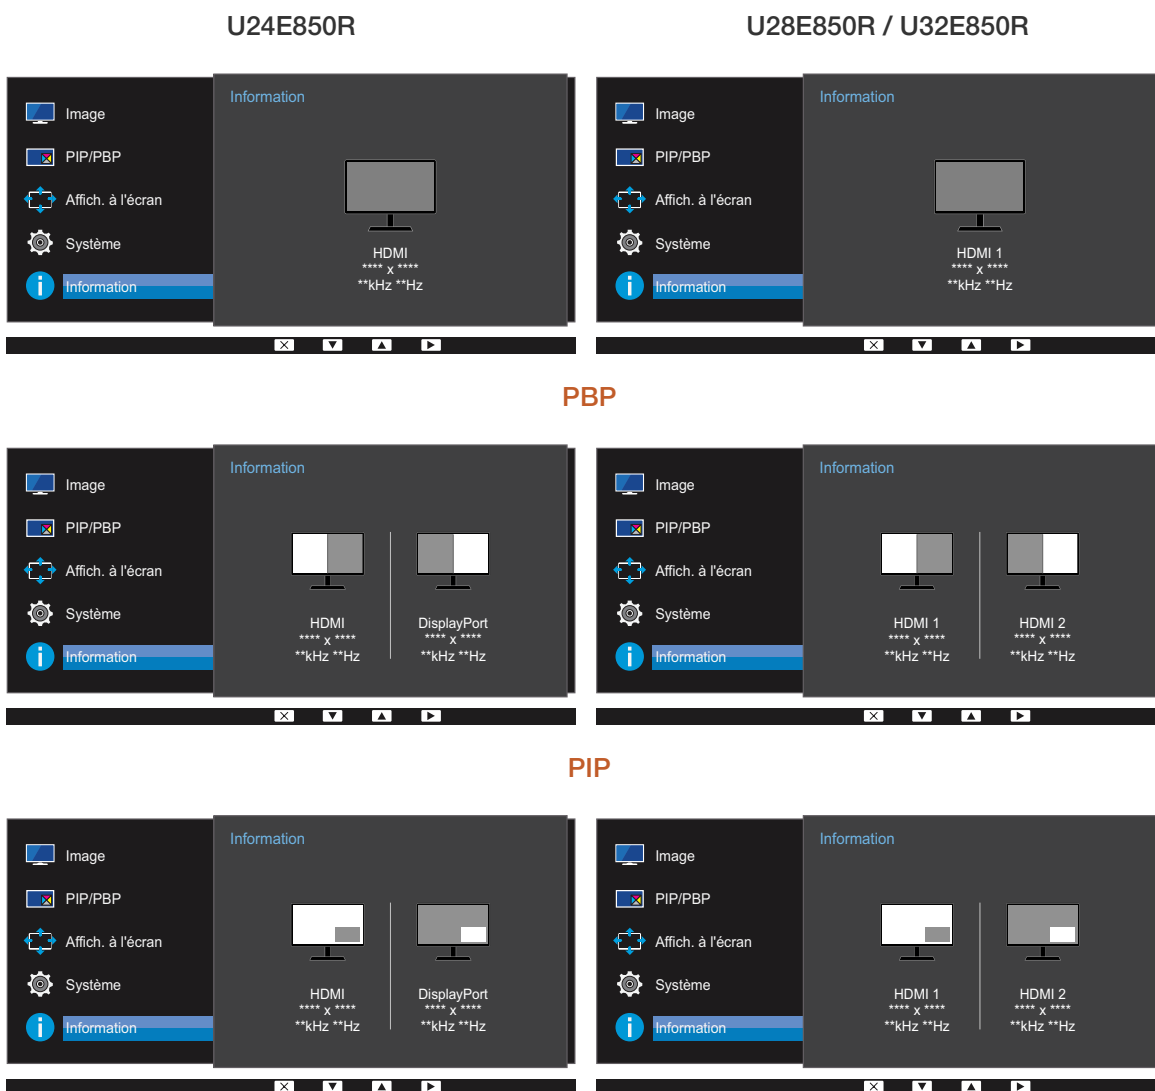 U24E850R
U28E850R / U32E850R
Image
PIP/PBP
Affich. à l'écran
Système
Information
Information
HDMI
**** x ****
**kHz **Hz
Image
PIP/PBP
Affich. à l'écran
Système
Information
Information
HDMI 1
**** x ****
**kHz **Hz
PBP
Image
PIP/PBP
Affich. à l'écran
Système
Information
Information
HDMI
**** x ****
**kHz **Hz
DisplayPort
**** x ****
**kHz **Hz
Image
PIP/PBP
Affich. à l'écran
Système
Information
Information
HDMI 1
**** x ****
**kHz **Hz
HDMI 2
**** x ****
**kHz **Hz
PIP
Image
PIP/PBP
Affich. à l'écran
Système
Information
Information
HDMI
**** x ****
**kHz **Hz
DisplayPort
**** x ****
**kHz **Hz
Image
PIP/PBP
Affich. à l'écran
Système
Information
Information
HDMI 1
**** x ****
**kHz **Hz
HDMI 2
**** x ****
**kHz **Hz